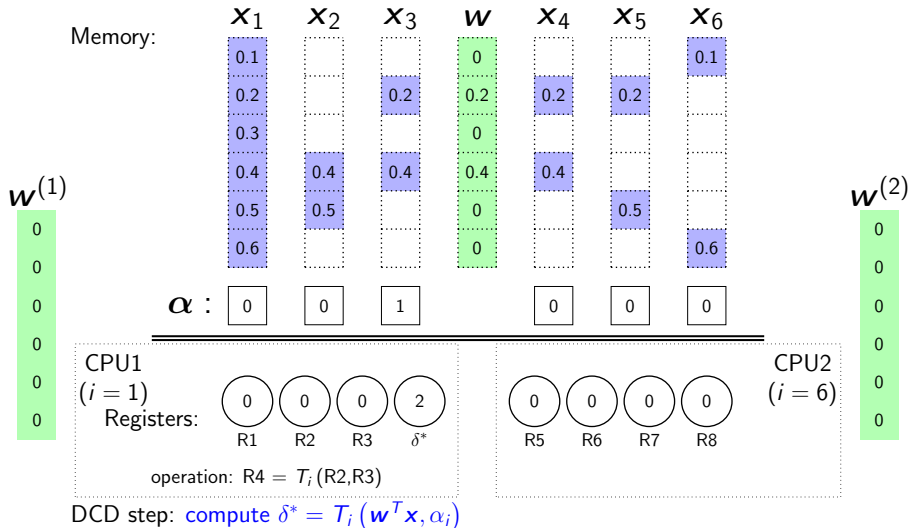 x1 x2 x3 w x4 x5 x6
Memory:
0.1 0 0.1
0.2 0.2 0.2 0.2 0.2
0.3 0
0.4 0.4 0.4 0.4 0.4
0.5 0.5 0 0.5
0.6 0 0.6
w(1)
0
0
0
0
0
0
w(2)
0
0
0
0
0
0
α : 0 0 1 0 0 0
CPU1
(i = 1)
Registers: 0 0 0 2
R1 R2 R3 δ*
operation: R4 = Ti(R2,R3)
CPU2
(i = 6)
0 0 0 0
R5 R6 R7 R8
DCD step: compute δ* = Ti (wTx, αi)